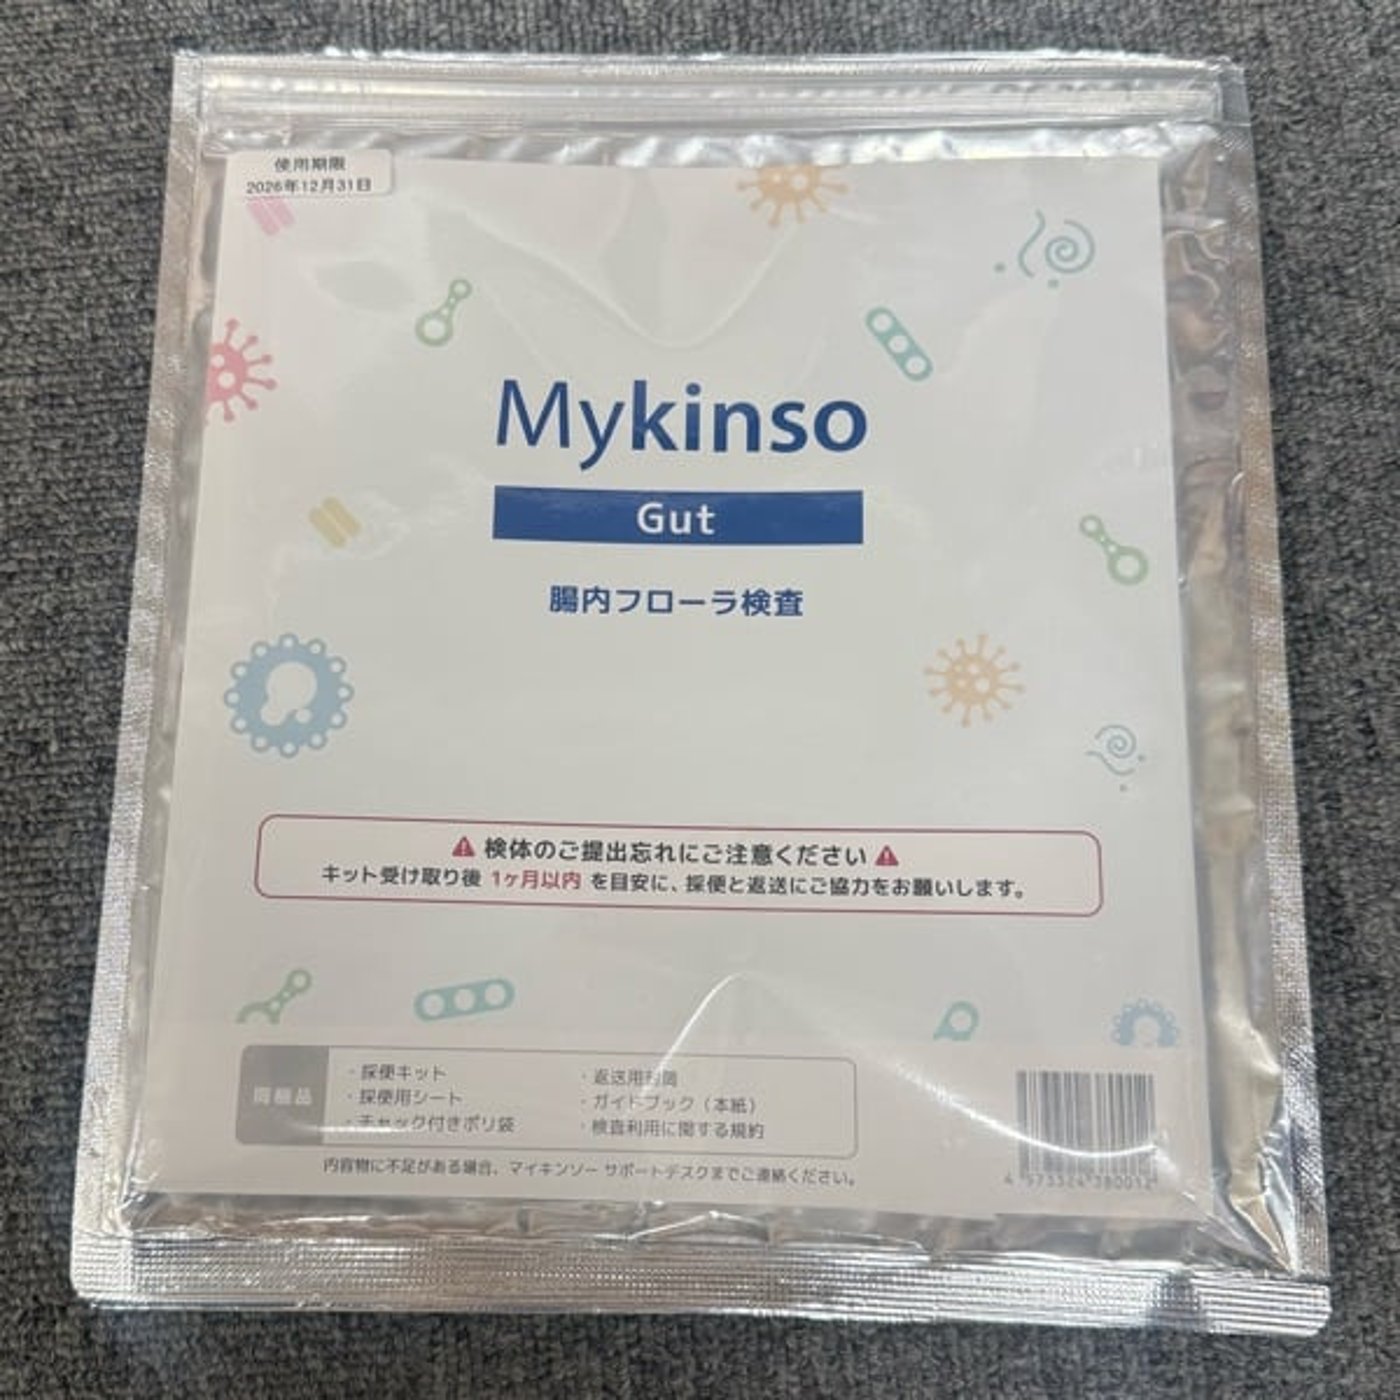 使用期限
2026年12月31日
Mykinso
Gut
腸内フローラ検査
検体のご提出忘れにご注意ください
キット受け取り後 1ヶ月以内 を目安に、採便と返送にご協力をお願いします。
同梱品
・採便キット
・採便用シート
・チャック付きポリ袋
・返送用封筒
・ガイドブック（本紙）
・検査利用に関する規約
内容物に不足がある場合、マイキンソー サポートデスクまでご連絡ください。
4 573324 380012